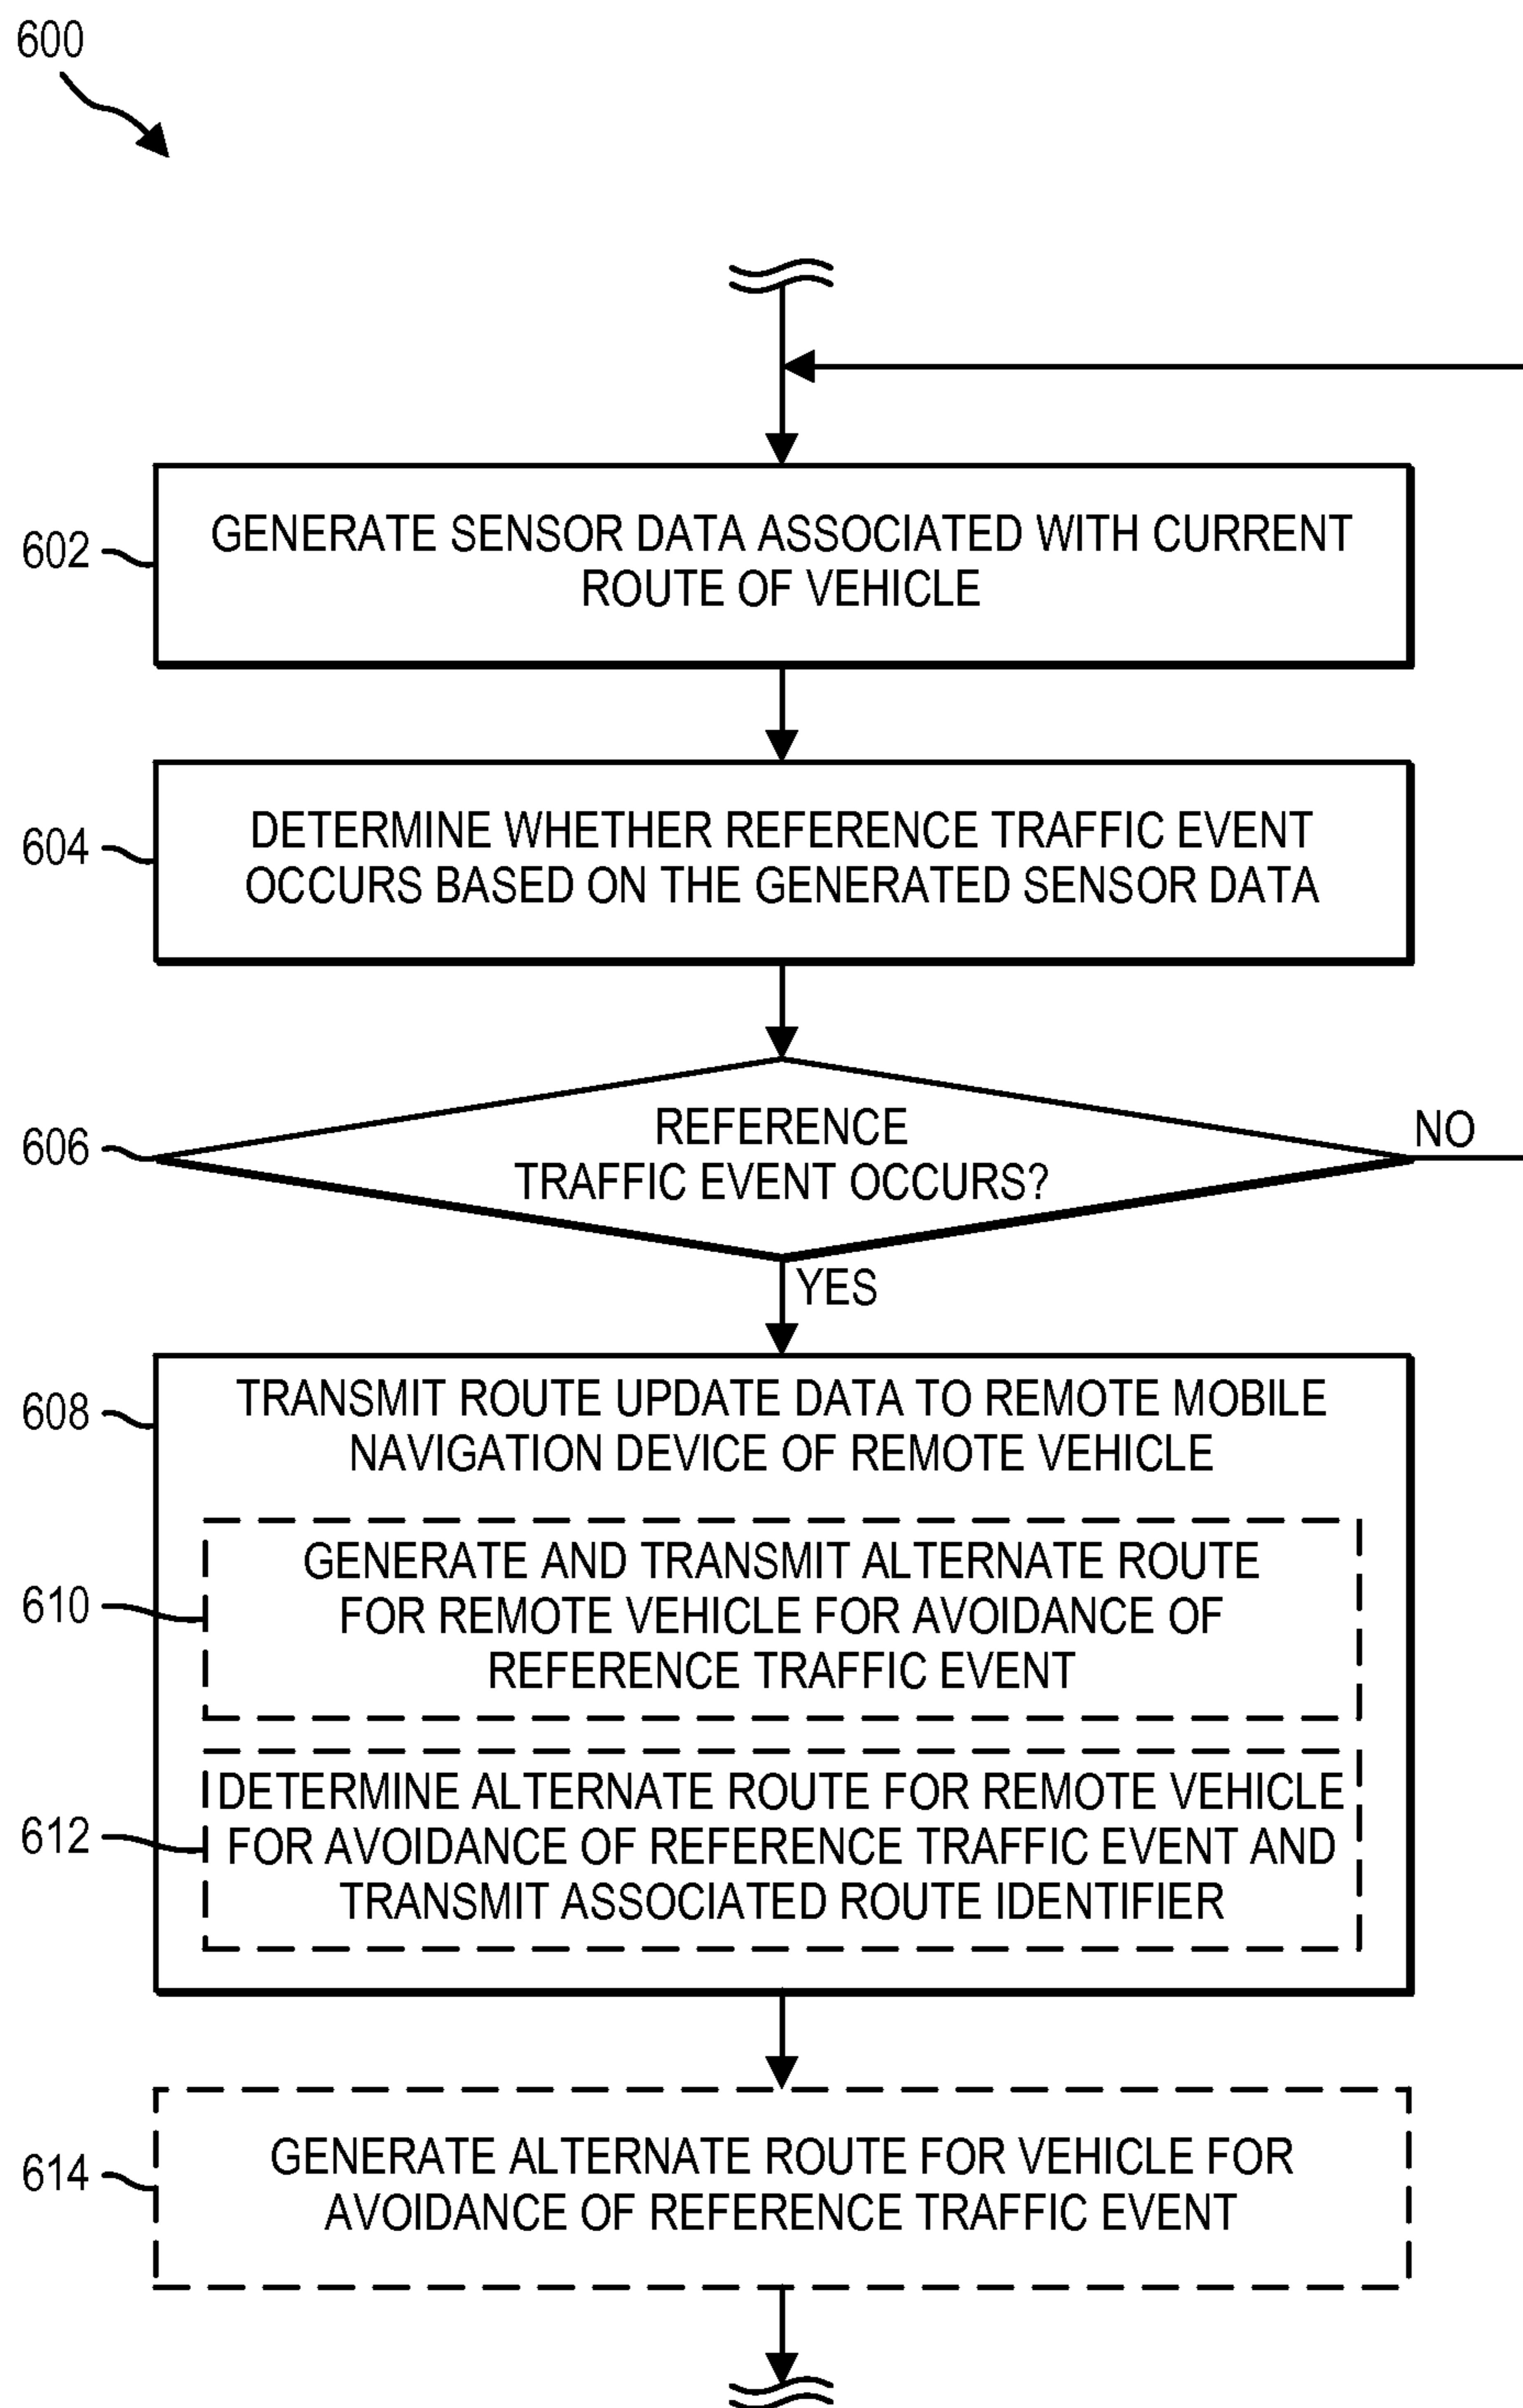 600
602
GENERATE SENSOR DATA ASSOCIATED WITH CURRENT
ROUTE OF VEHICLE
604
DETERMINE WHETHER REFERENCE TRAFFIC EVENT
OCCURS BASED ON THE GENERATED SENSOR DATA
606
REFERENCE
TRAFFIC EVENT OCCURS?
NO
YES
608
TRANSMIT ROUTE UPDATE DATA TO REMOTE MOBILE
NAVIGATION DEVICE OF REMOTE VEHICLE
610
GENERATE AND TRANSMIT ALTERNATE ROUTE
FOR REMOTE VEHICLE FOR AVOIDANCE OF
REFERENCE TRAFFIC EVENT
612
DETERMINE ALTERNATE ROUTE FOR REMOTE VEHICLE
FOR AVOIDANCE OF REFERENCE TRAFFIC EVENT AND
TRANSMIT ASSOCIATED ROUTE IDENTIFIER
614
GENERATE ALTERNATE ROUTE FOR VEHICLE FOR
AVOIDANCE OF REFERENCE TRAFFIC EVENT